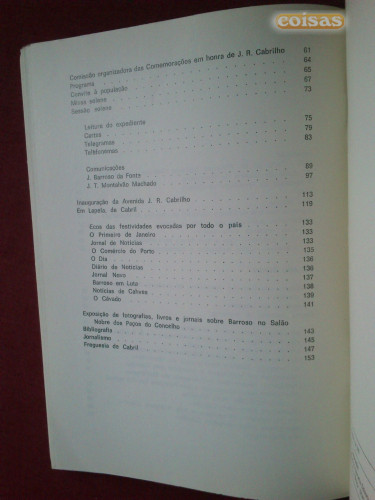 coisas
Comissão organizadora das Comemorações em honra de J. R. Cabrilho 61
Programa 64
Convite à população 65
Missa solene 67
Sessão solene 73
Leitura do expediente 75
Cartas 79
Telegramas 83
Telefonemas
Comunicações 89
J. Barroso da Fonte 97
J. T. Montalvão Machado
Inauguração da Avenida J. R. Cabrilho 113
Em Lapela, de Cabril 119
Ecos das festividades evocados por todo o país 133
O Primeiro de Janeiro 133
Jornal de Notícias 133
O Comércio do Porto 135
O Dia 136
Diário de Notícias 136
Jornal Novo 137
Barroso em Luta 138
Notícias de Chaves 139
O Cávado 141
Exposição de fotografias, livros e jornais sobre Barroso no Salão
Nobre dos Paços do Concelho 143
Bibliografia 145
Jornalismo 147
Freguesia de Cabril 153